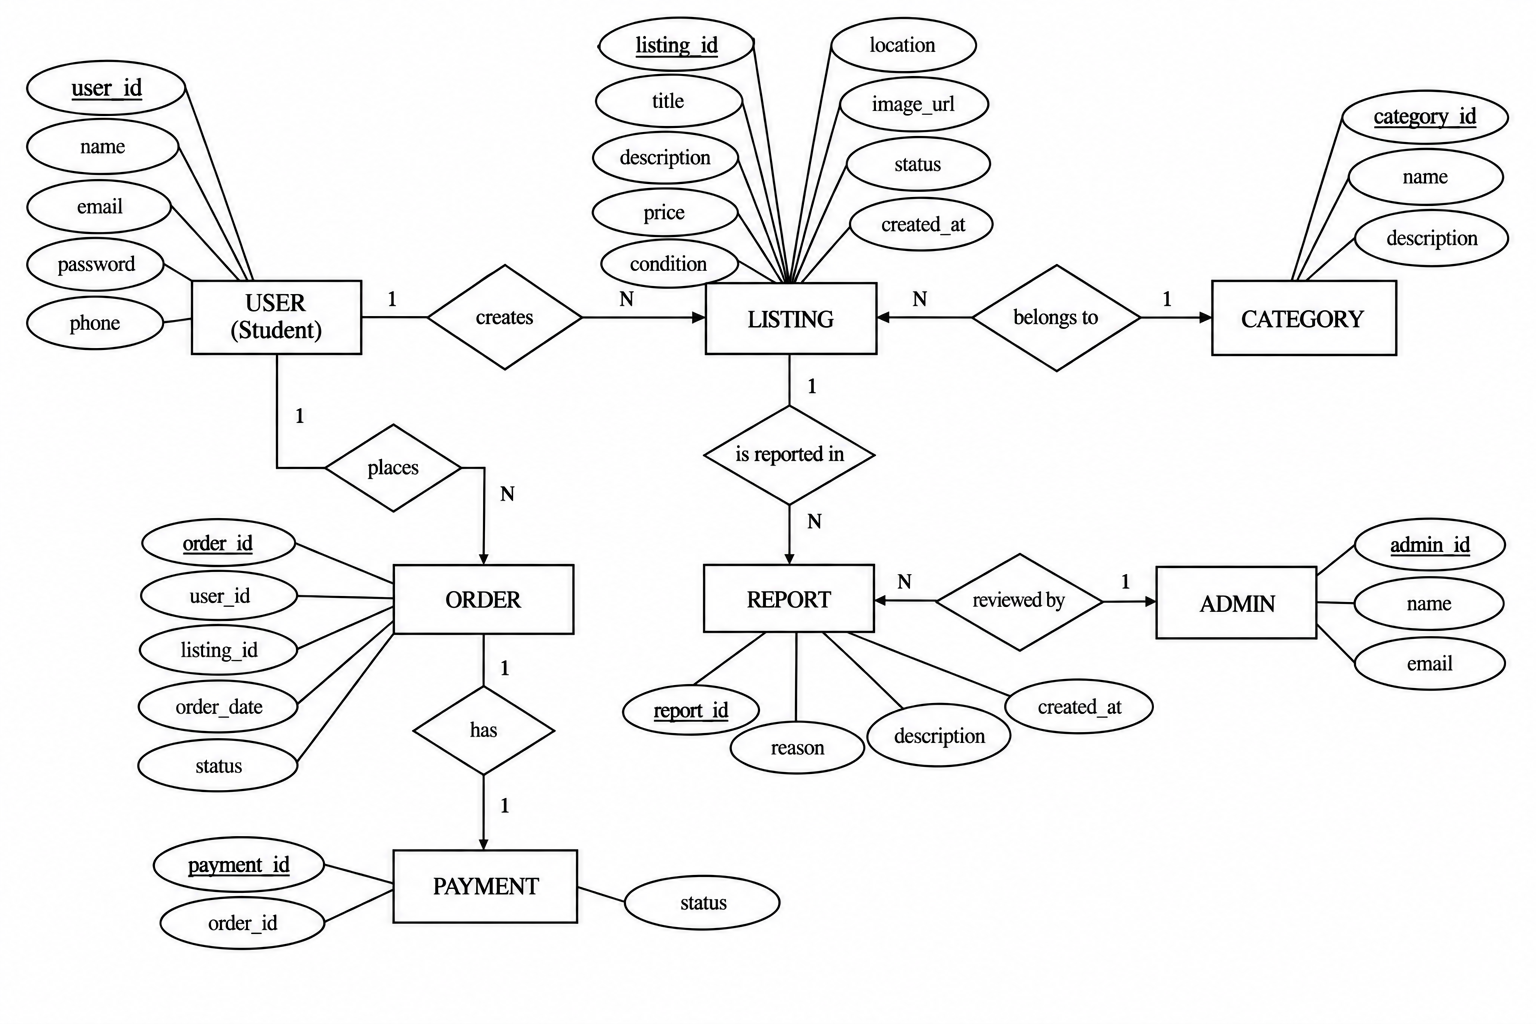 user_id
name
email
password
phone
USER
(Student)
1
creates
N
listing_id
title
description
price
condition
location
image_url
status
created_at
LISTING
N
belongs to
1
category_id
name
description
CATEGORY
1
places
N
1
is reported in
N
order_id
user_id
listing_id
order_date
status
ORDER
REPORT
N
reviewed by
1
ADMIN
admin_id
name
email
report_id
reason
description
created_at
1
has
1
payment_id
order_id
PAYMENT
status